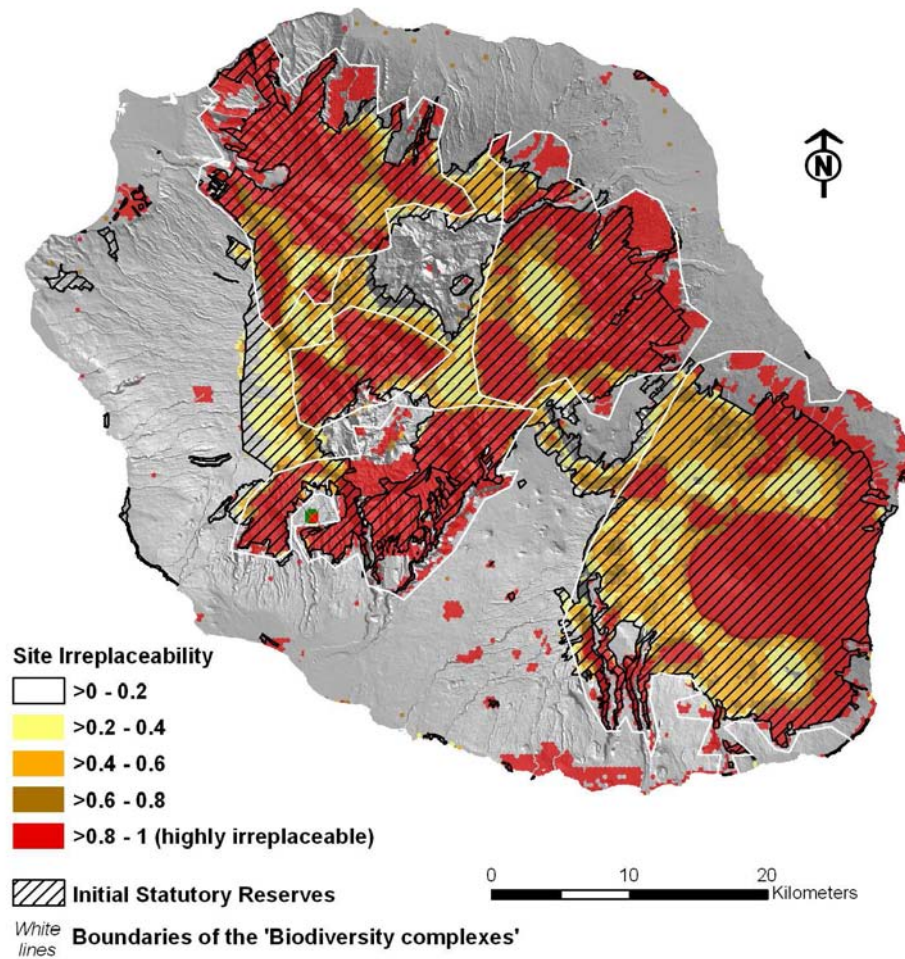 N
Site Irreplaceability
>0 - 0.2
>0.2 - 0.4
>0.4 - 0.6
>0.6 - 0.8
>0.8 - 1 (highly irreplaceable)
Initial Statutory Reserves
White lines Boundaries of the 'Biodiversity complexes'
0 10 20
Kilometers